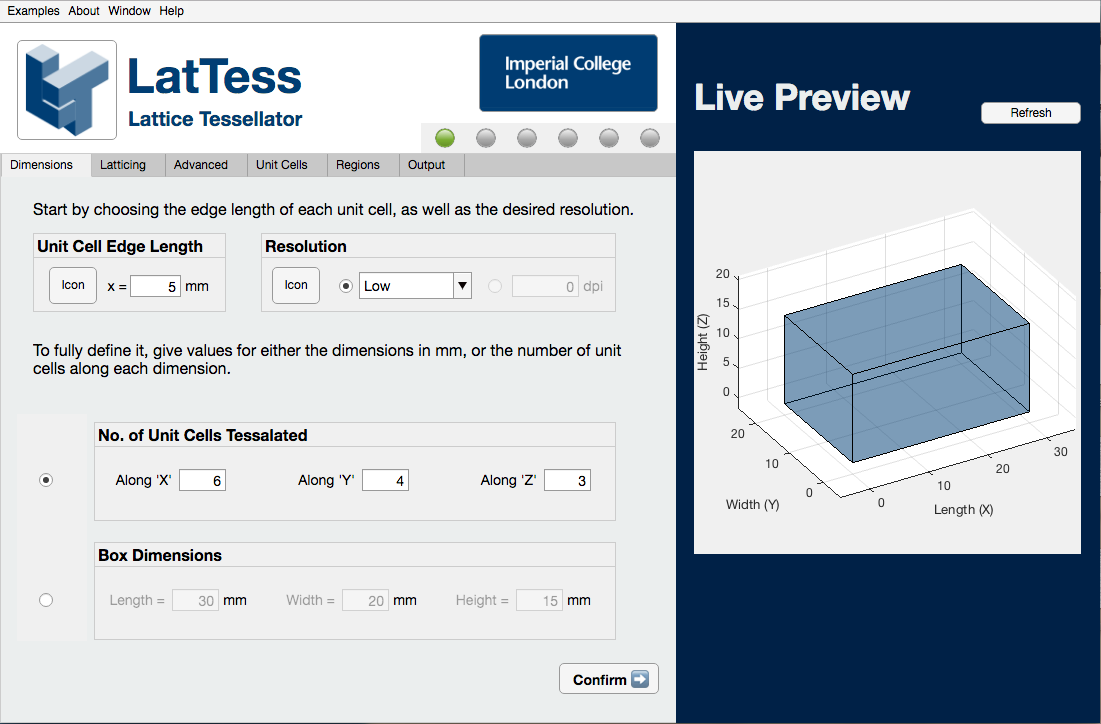 Examples About Window Help
LatTess
Lattice Tessellator
Imperial College
London
Live Preview
Refresh
Dimensions Latticing Advanced Unit Cells Regions Output
Start by choosing the edge length of each unit cell, as well as the desired resolution.
Unit Cell Edge Length
Icon x = 5 mm
Resolution
Icon Low 0 dpi
To fully define it, give values for either the dimensions in mm, or the number of unit
cells along each dimension.
No. of Unit Cells Tessalated
Along 'X' 6 Along 'Y' 4 Along 'Z' 3
Box Dimensions
Length = 30 mm Width = 20 mm Height = 15 mm
Confirm
20
15
10
5
0
Height (Z)
20
10
0
Width (Y)
0
10
20
30
Length (X)